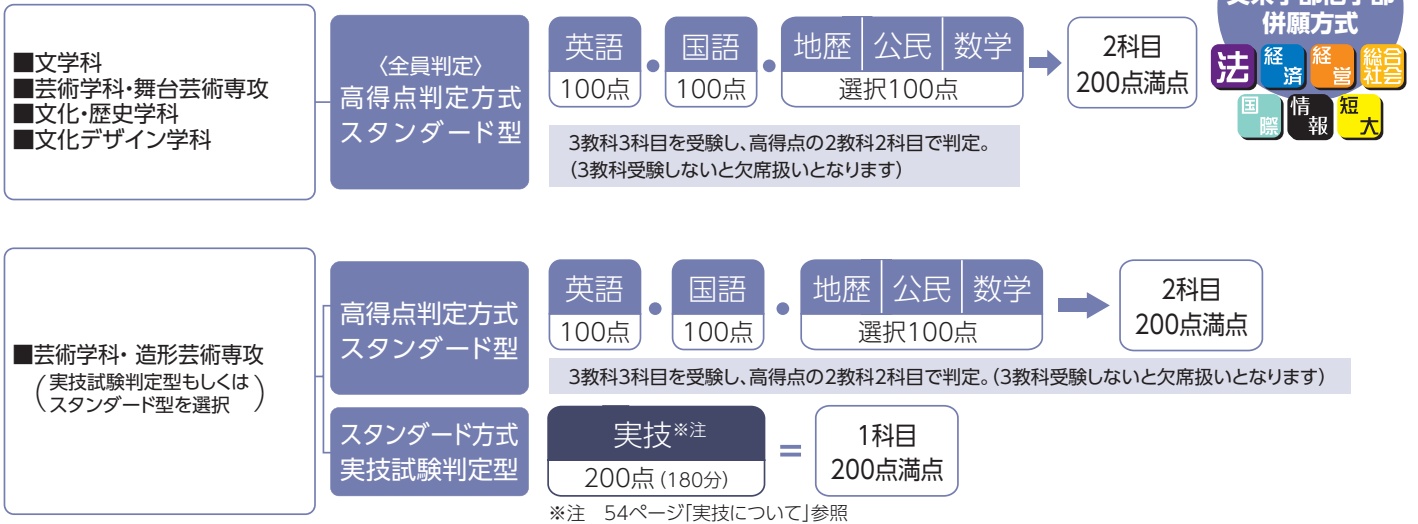 ■文学科
■芸術学科・舞台芸術専攻
■文化・歴史学科
■文化デザイン学科
〈全員判定〉
高得点判定方式
スタンダード型
英語
100点
・
国語
100点
・
地歴 公民 数学
選択100点
2科目
200点満点
3教科3科目を受験し、高得点の2教科2科目で判定。
（3教科受験しないと欠席扱いとなります）
併願方式
法
経済
経営
総合社会
国際
情報
短大
■芸術学科・ 造形芸術専攻
（実技試験判定型もしくは
スタンダード型を選択）
高得点判定方式
スタンダード型
英語
100点
・
国語
100点
・
地歴 公民 数学
選択100点
2科目
200点満点
3教科3科目を受験し、高得点の2教科2科目で判定。（3教科受験しないと欠席扱いとなります）
スタンダード方式
実技試験判定型
実技※注
200点 (180分)
=
1科目
200点満点
※注 54ページ「実技について」参照